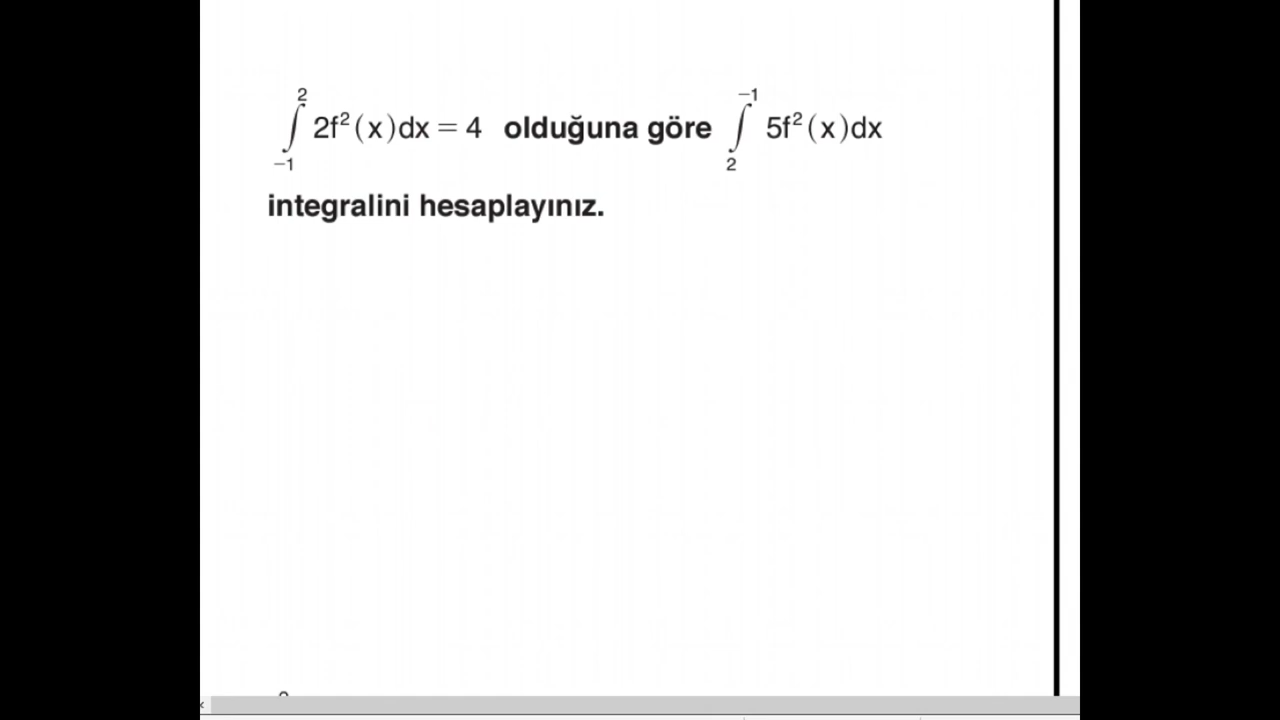 ∫₋₁² 2f²(x)dx = 4 olduğuna göre ∫₂⁻¹ 5f²(x)dx
integralini hesaplayınız.